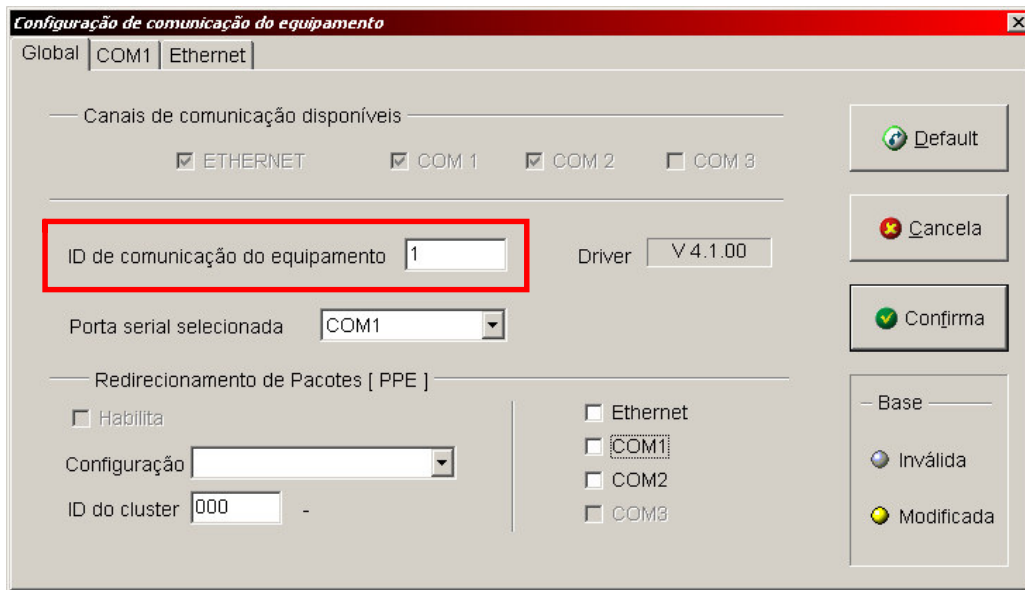 Configuração de comunicação do equipamento
Global COM1 Ethernet
Canais de comunicação disponíveis
ETHERNET COM 1 COM 2 COM 3
Default
ID de comunicação do equipamento 1 Driver V 4.1.00
Cancela
Porta serial selecionada COM1
Confirma
Redirecionamento de Pacotes [ PPE ]
Habilita
Configuração
ID do cluster 000 -
Ethernet
COM1
COM2
COM3
Base
Inválida
Modificada